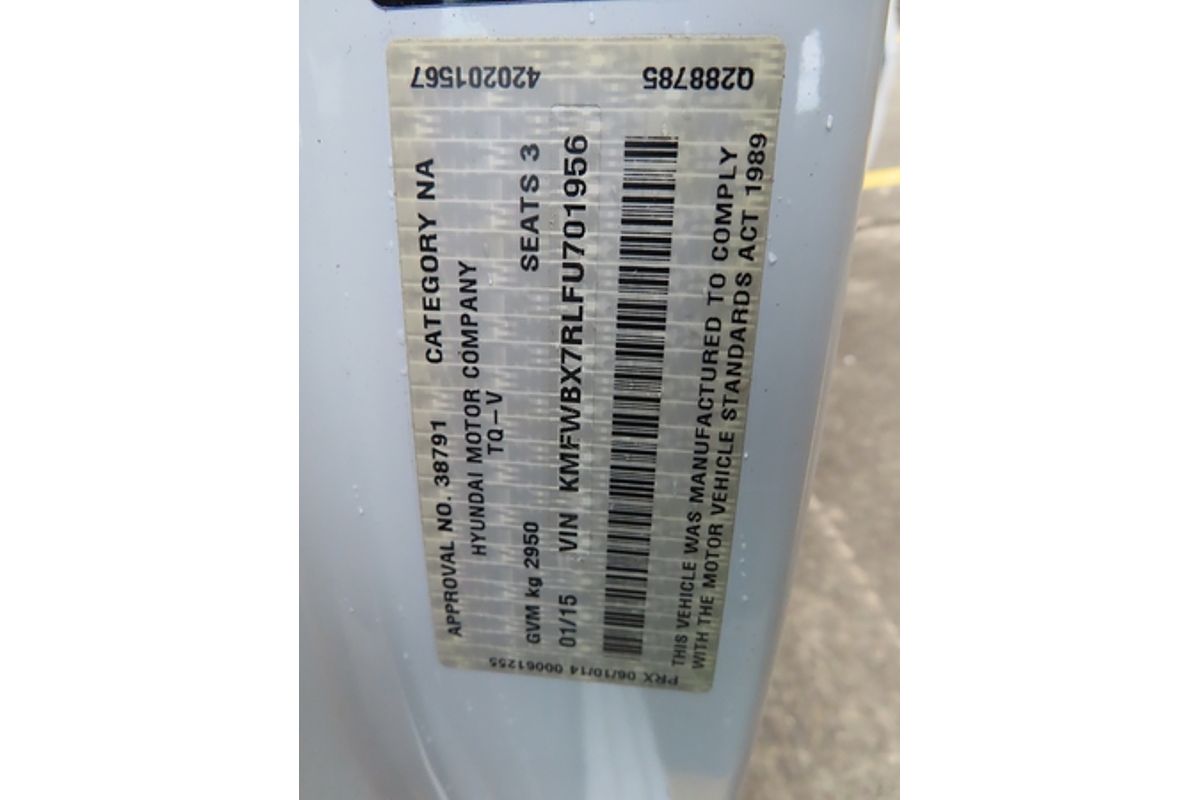 APPROVAL NO. 38791 CATEGORY NA
HYUNDAI MOTOR COMPANY
TQ-V
GVM kg 2950 SEATS 3
01/15 VIN KMFWBX7RLFU701956
THIS VEHICLE WAS MANUFACTURED TO COMPLY
WITH THE MOTOR VEHICLE STANDARDS ACT 1989
420201567
Q288785
PRX 06/10/14 00061255